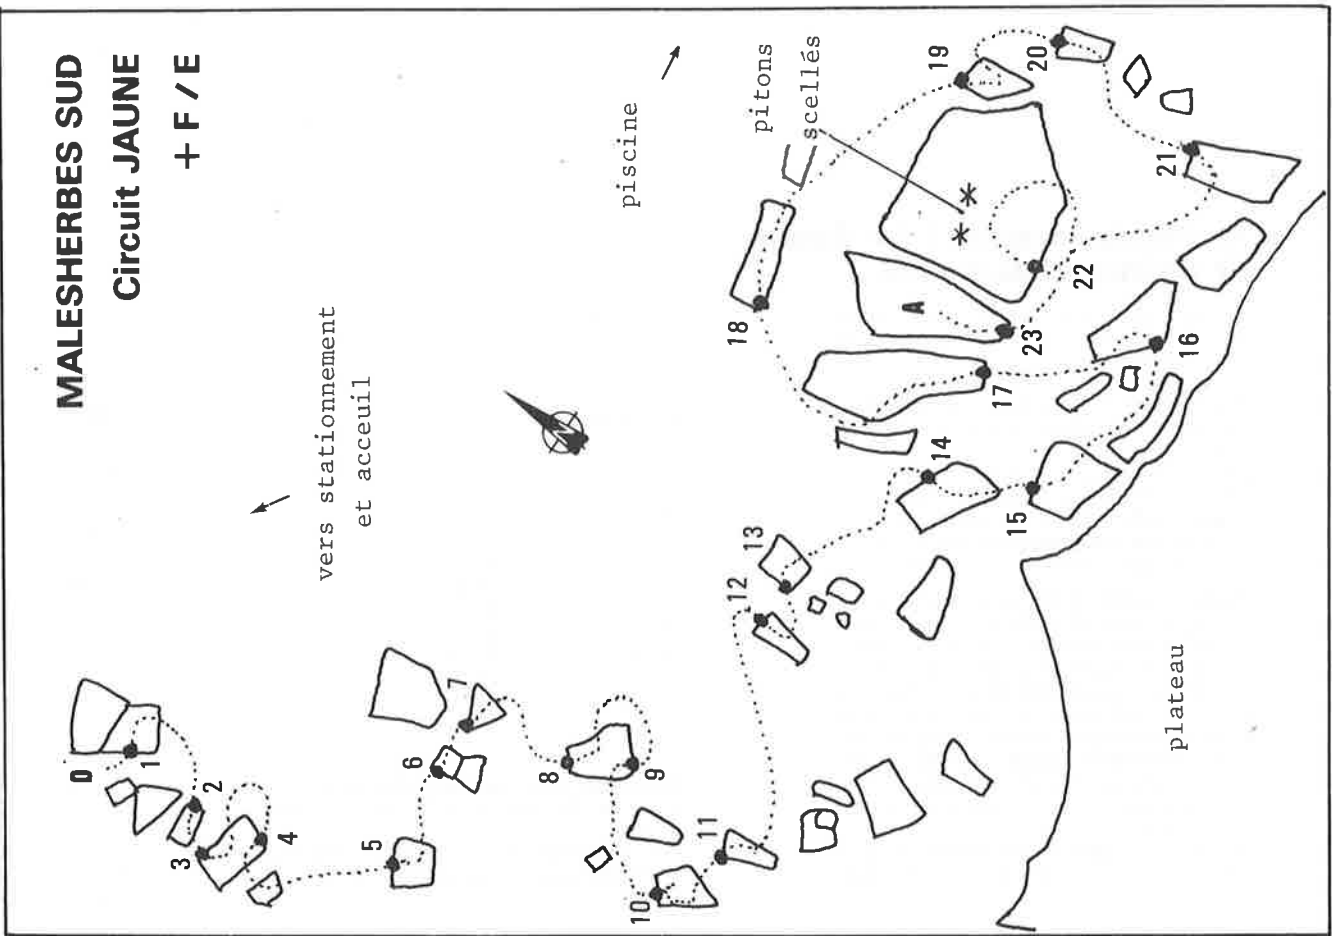 MALESHERBES SUD
Circuit JAUNE
+ F / E
vers stationnement
et acceuil
piscine
pitons
scellés
plateau
D
1
2
3
4
5
6
7
8
9
10
11
12
13
14
15
16
17
18
19
20
21
22
23
A
N